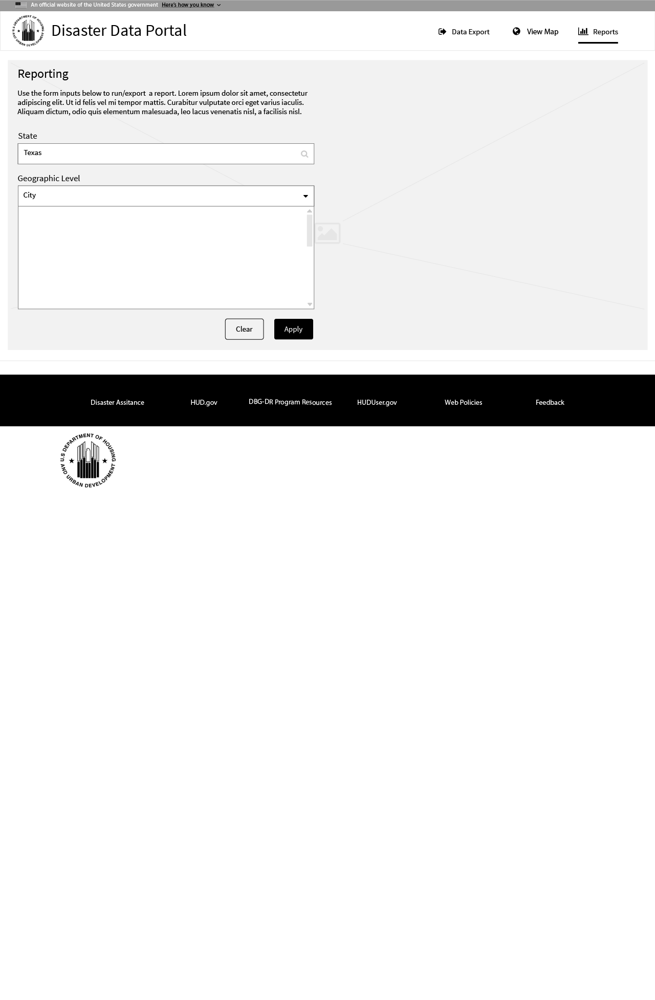 An official website of the United States government Here's how you know
U.S DEPARTMENT OF HOUSING AND URBAN DEVELOPMENT
Disaster Data Portal
Data Export
View Map
Reports
Reporting
Use the form inputs below to run/export a report. Lorem ipsum dolor sit amet, consectetur
adipiscing elit. Ut id felis vel mi tempor mattis. Curabitur vulputate orci eget varius iaculis.
Aliquam dictum, odio quis elementum malesuada, leo lacus venenatis nisl, a facilisis nisl.
State
Texas
Geographic Level
City
Clear
Apply
Disaster Assitance
HUD.gov
DBG-DR Program Resources
HUDUser.gov
Web Policies
Feedback
U.S DEPARTMENT OF HOUSING AND URBAN DEVELOPMENT